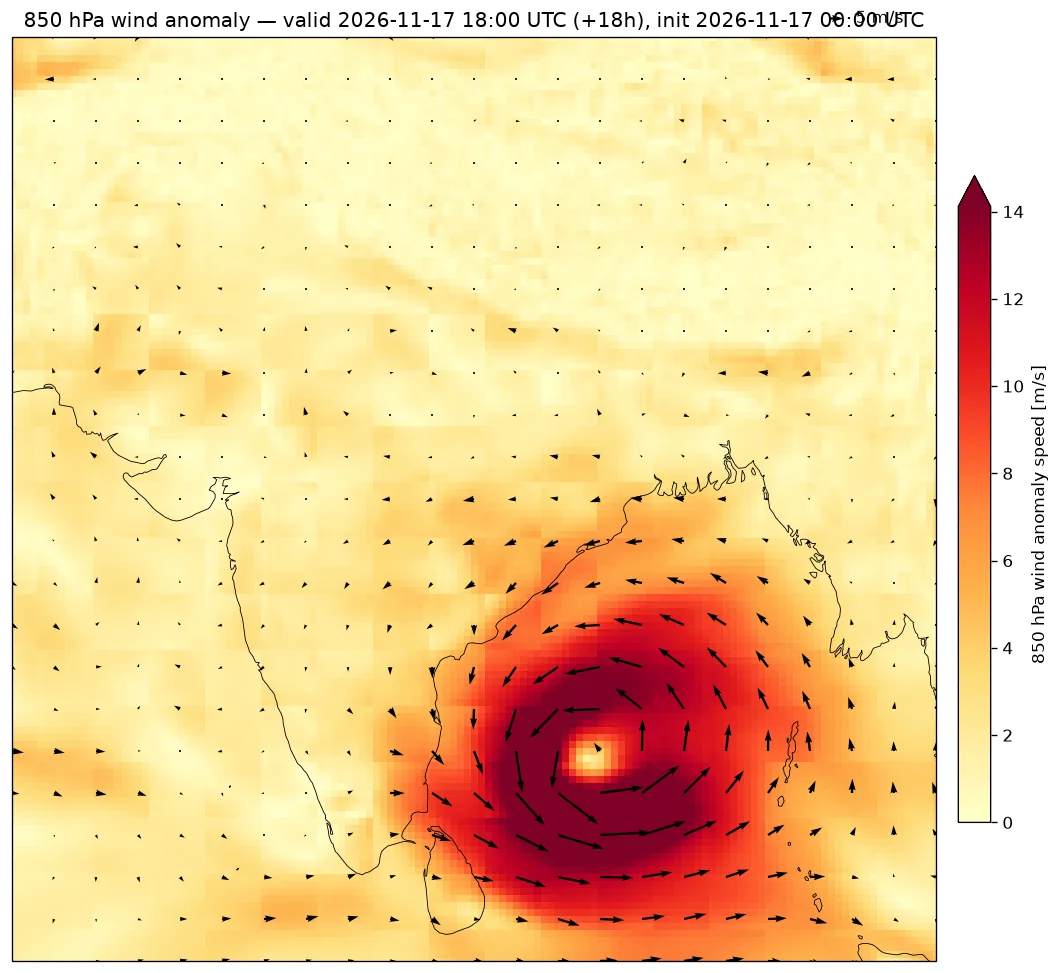 850 hPa wind anomaly — valid 2026-11-17 18:00 UTC (+18h), init 2026-11-17 00:00 UTC
5 m/s
14
12
10
8
6
4
2
0
850 hPa wind anomaly speed [m/s]